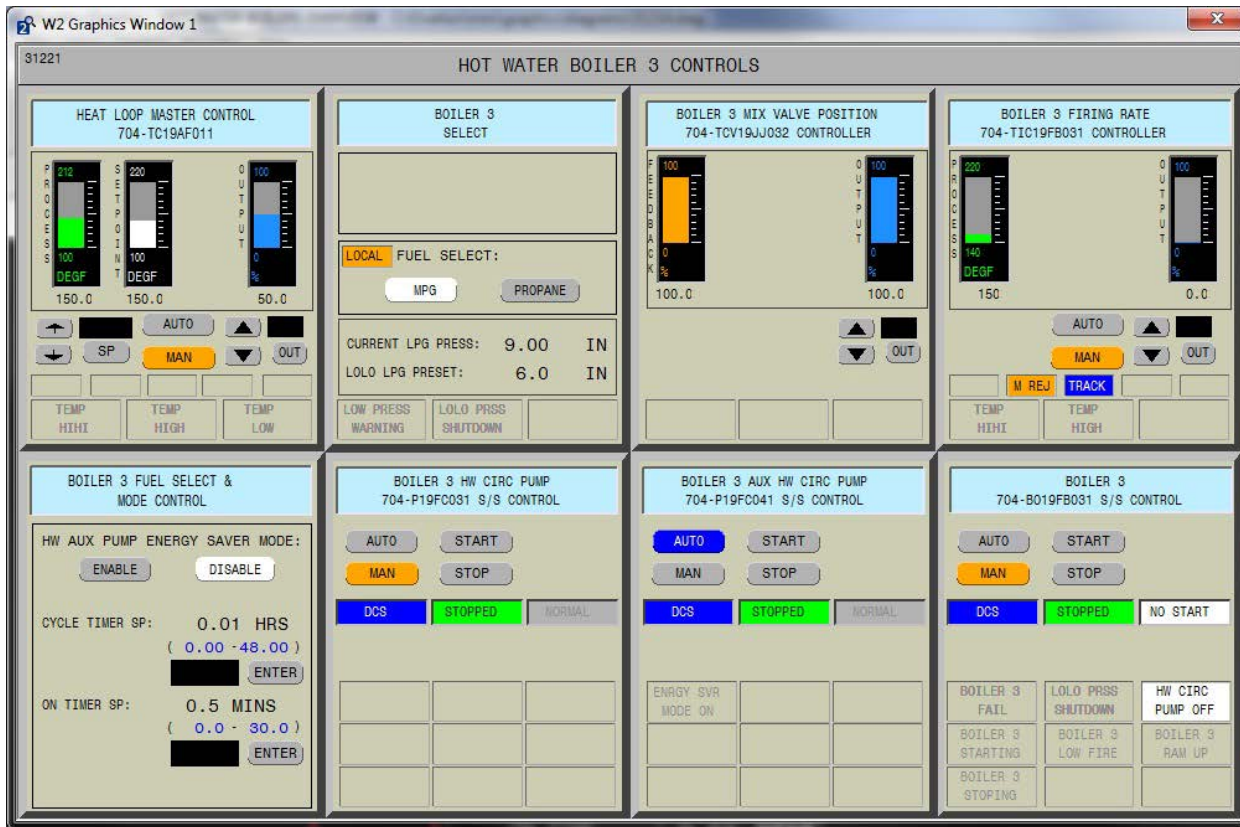 W2 Graphics Window 1
31221
HOT WATER BOILER 3 CONTROLS
HEAT LOOP MASTER CONTROL
704-TC19AF011
PROCESS
212
100
DEGF
150.0
SETPOINT
220
100
DEGF
150.0
OUTPUT
100
0
%
50.0
AUTO
SP
MAN
OUT
TEMP HIHI
TEMP HIGH
TEMP LOW
BOILER 3
SELECT
LOCAL FUEL SELECT:
MPG PROPANE
CURRENT LPG PRESS: 9.00 IN
LOLO LPG PRESET: 6.0 IN
LOW PRESS WARNING
LOLO PRSS SHUTDOWN
BOILER 3 MIX VALVE POSITION
704-TCV19JJ032 CONTROLLER
FEEDBACK
100
0
%
100.0
OUTPUT
100
0
%
100.0
OUT
BOILER 3 FIRING RATE
704-TIC19FB031 CONTROLLER
PROCESS
220
140
DEGF
150
OUTPUT
100
0
%
0.0
AUTO
MAN
OUT
M REJ TRACK
TEMP HIHI
TEMP HIGH
BOILER 3 FUEL SELECT &
MODE CONTROL
HW AUX PUMP ENERGY SAVER MODE:
ENABLE DISABLE
CYCLE TIMER SP: 0.01 HRS
( 0.00 -48.00 )
ENTER
ON TIMER SP: 0.5 MINS
( 0.0 - 30.0 )
ENTER
BOILER 3 HW CIRC PUMP
704-P19FC031 S/S CONTROL
AUTO START
MAN STOP
DCS STOPPED NORMAL
BOILER 3 AUX HW CIRC PUMP
704-P19FC041 S/S CONTROL
AUTO START
MAN STOP
DCS STOPPED NORMAL
ENRGY SVR
MODE ON
BOILER 3
704-B019FB031 S/S CONTROL
AUTO START
MAN STOP
DCS STOPPED NO START
BOILER 3 FAIL
LOLO PRSS SHUTDOWN
HW CIRC PUMP OFF
BOILER 3 STARTING
BOILER 3 LOW FIRE
BOILER 3 RAM UP
BOILER 3 STOPING